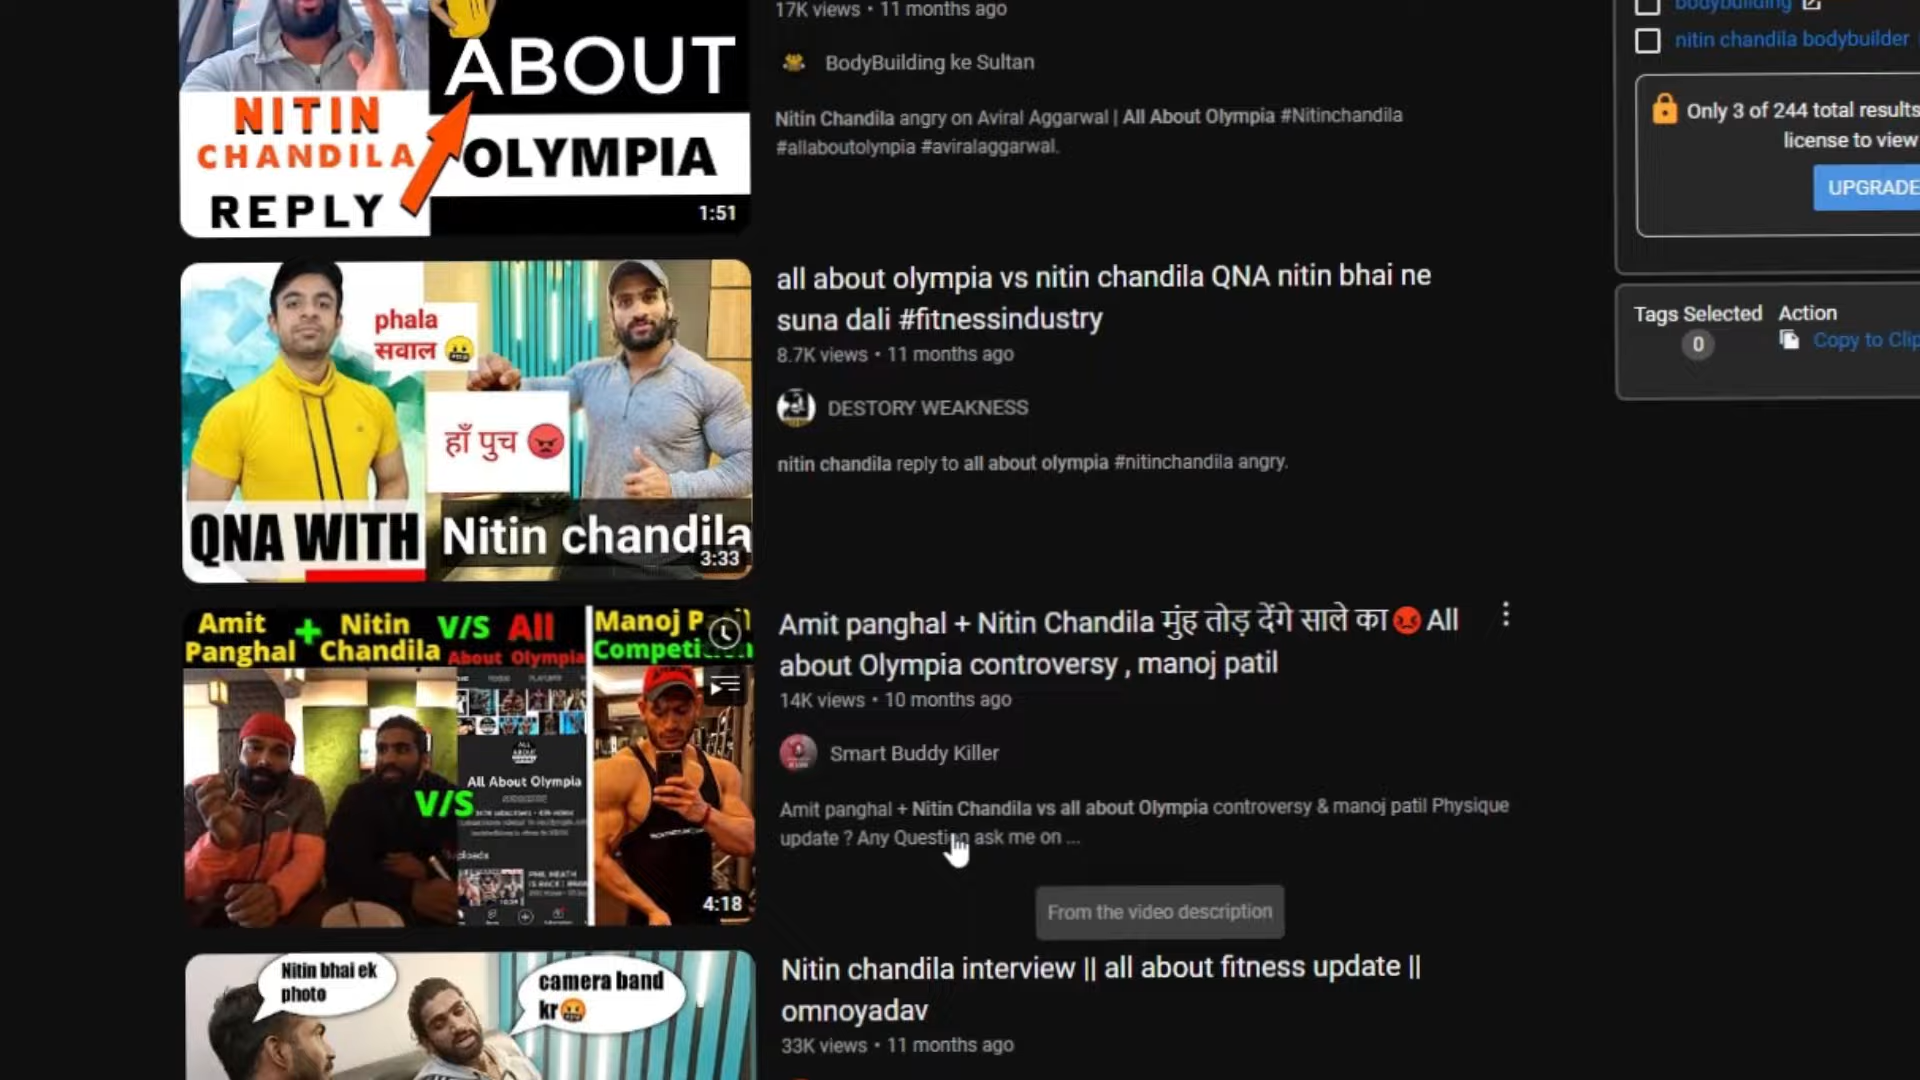 17K views • 11 months ago
BodyBuilding ke Sultan
Nitin Chandila angry on Aviral Aggarwal | All About Olympia #Nitinchandila
#allaboutolynpia #aviralaggarwal.
ABOUT
NITIN
CHANDILA
REPLY
OLYMPIA
1:51
bodybuilding
nitin chandila bodybuilder
Only 3 of 244 total results
license to view
UPGRADE
Tags Selected
Action
0
Copy to Clip
phala
सवाल
हाँ पुच
QNA WITH
Nitin chandila
3:33
all about olympia vs nitin chandila QNA nitin bhai ne
suna dali #fitnessindustry
8.7K views • 11 months ago
DESTORY WEAKNESS
nitin chandila reply to all about olympia #nitinchandila angry.
Amit
Panghal
+
Nitin
Chandila
V/S
All
About Olympia
Manoj P
Competi
V/S
All About Olympia
4:18
Amit panghal + Nitin Chandila मुंह तोड़ देंगे साले का😡 All
about Olympia controversy , manoj patil
14K views • 10 months ago
Smart Buddy Killer
Amit panghal + Nitin Chandila vs all about Olympia controversy & manoj patil Physique
update ? Any Question ask me on ...
From the video description
Nitin bhai ek
photo
camera band
kr
Nitin chandila interview || all about fitness update ||
omnoyadav
33K views • 11 months ago